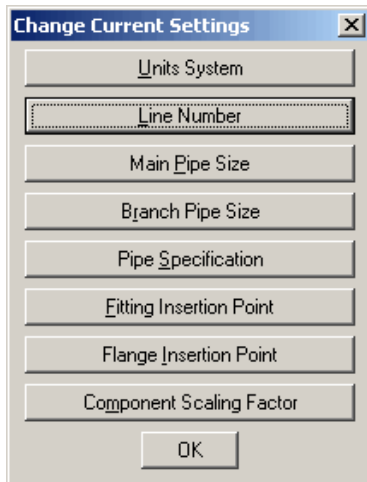 Change Current Settings
Units System
Line Number
Main Pipe Size
Branch Pipe Size
Pipe Specification
Fitting Insertion Point
Flange Insertion Point
Component Scaling Factor
OK